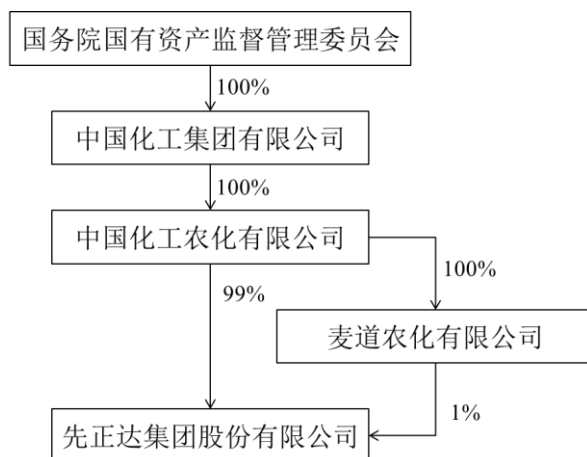 国务院国有资产监督管理委员会
100%
中国化工集团有限公司
100%
中国化工农化有限公司
100%
99%
麦道农化有限公司
1%
先正达集团股份有限公司